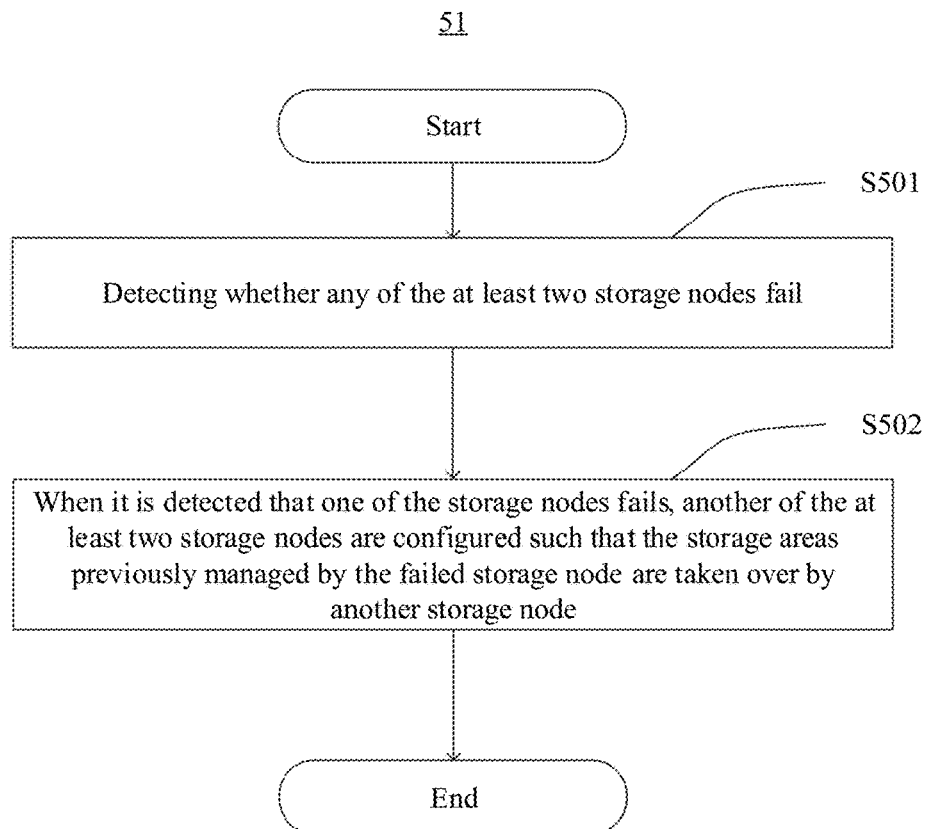 51
Start
S501
Detecting whether any of the at least two storage nodes fail
S502
When it is detected that one of the storage nodes fails, another of the at
least two storage nodes are configured such that the storage areas
previously managed by the failed storage node are taken over by
another storage node
End